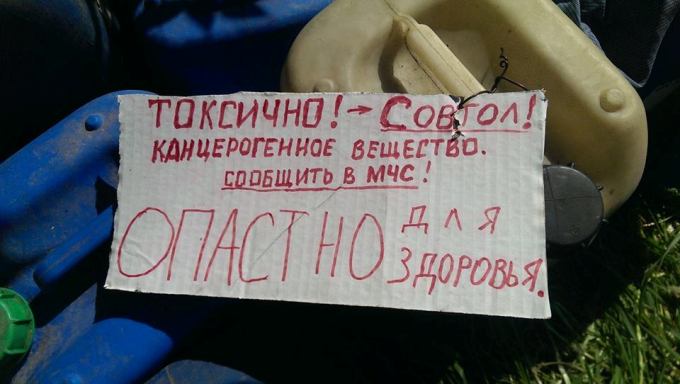 ТОКСИЧНО! → СОВТОЛ!
КАНЦЕРОГЕННОЕ ВЕЩЕСТВО.
СООБЩИТЬ В МЧС!
ОПАСТНО ДЛЯ
ЗДОРОВЬЯ.